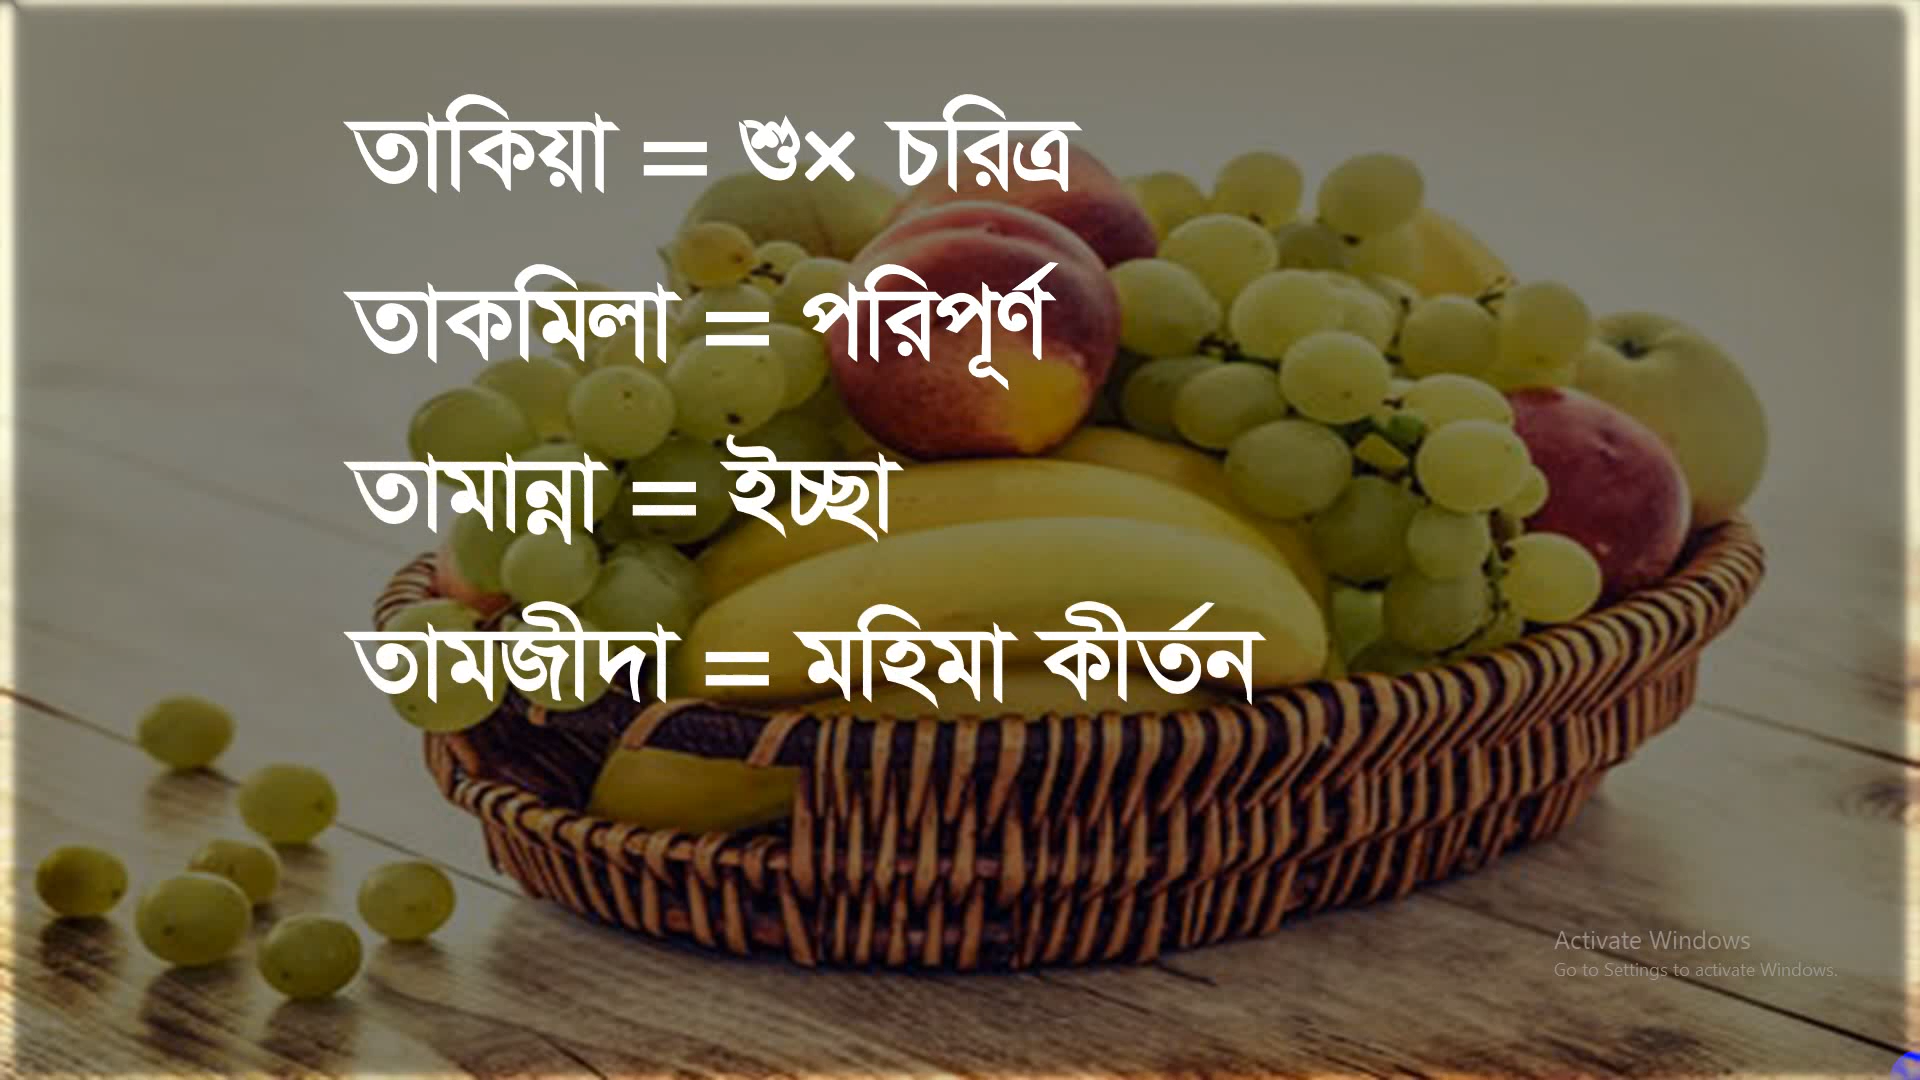 তাকিয়া = শু× চরিত্র
তাকমিলা = পরিপূর্ণ
তামান্না = ইচ্ছা
তামজীদা = মহিমা কীর্তন
Activate Windows
Go to Settings to activate Windows.